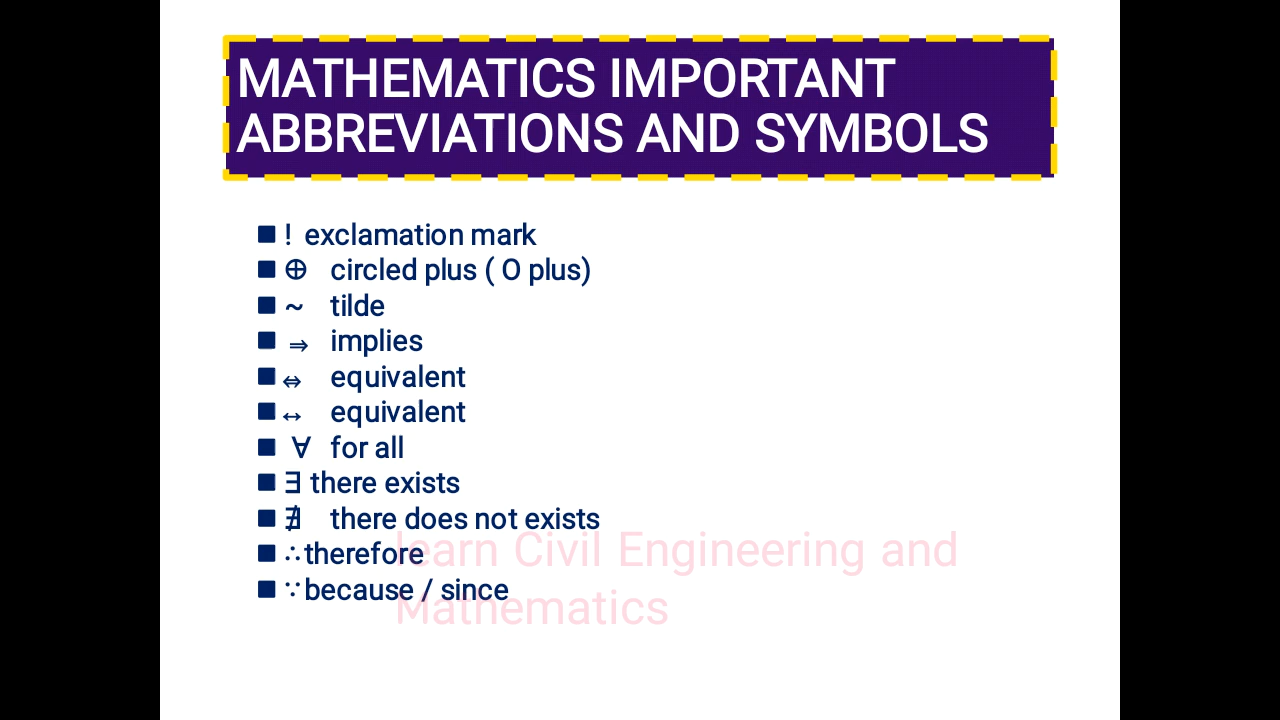 MATHEMATICS IMPORTANT
ABBREVIATIONS AND SYMBOLS
! exclamation mark
⊕ circled plus ( O plus)
~ tilde
⇒ implies
⇔ equivalent
↔ equivalent
∀ for all
∃ there exists
∄ there does not exists
∴therefore
∵because / since
learn Civil Engineering and
Mathematics